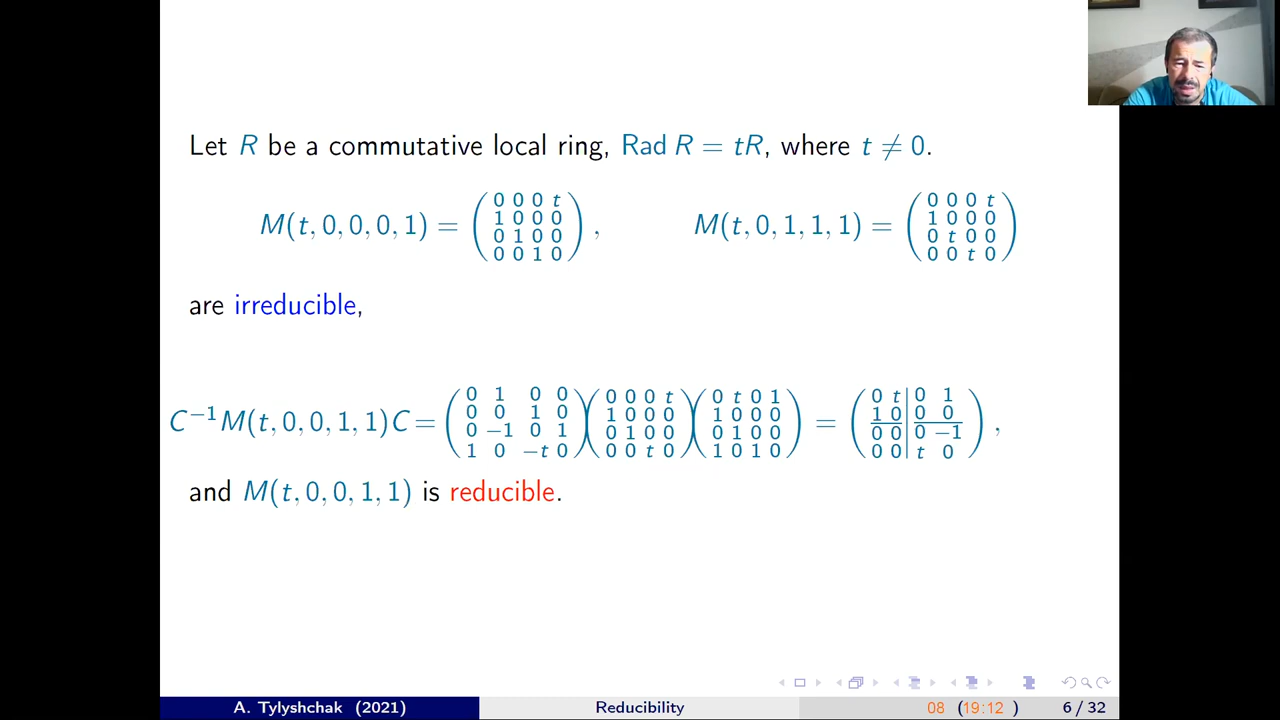 Let R be a commutative local ring, Rad R = tR, where t ≠ 0.
M(t, 0, 0, 0, 1) = ( 0 0 0 t ; 1 0 0 0 ; 0 1 0 0 ; 0 0 1 0 ) , M(t, 0, 1, 1, 1) = ( 0 0 0 t ; 1 0 0 0 ; 0 t 0 0 ; 0 0 t 0 )
are irreducible,
C⁻¹M(t, 0, 0, 1, 1)C = ( 0 1 0 0 ; 0 0 1 0 ; 0 −1 0 1 ; 1 0 −t 0 ) ( 0 0 0 t ; 1 0 0 0 ; 0 1 0 0 ; 0 0 t 0 ) ( 0 t 0 1 ; 1 0 0 0 ; 0 1 0 0 ; 1 0 1 0 ) = ( 0 t | 0 1 ; 1 0 | 0 0 ; 0 0 | 0 −1 ; 0 0 | t 0 ) ,
and M(t, 0, 0, 1, 1) is reducible.
A. Tylyshchak (2021) Reducibility 08 (19:12 ) 6 / 32